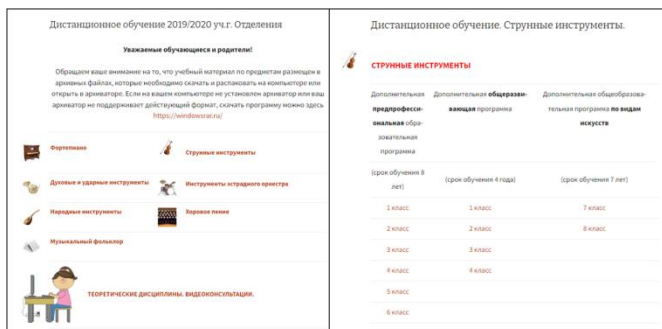 Дистанционное обучение 2019/2020 уч.г. Отделения
Уважаемые обучающиеся и родители!
Обращаем ваше внимание на то, что учебный материал по предметам размещен в
архивных файлах, которые необходимо скачать и распаковать на компьютере или
открыть в архиваторе. Если на вашем компьютере не установлен архиватор или ваш
архиватор не поддерживает действующий формат, скачать программу можно здесь
https://windowsrar.ru/
Фортепиано
Струнные инструменты
Духовые и ударные инструменты
Инструменты эстрадного оркестра
Народные инструменты
Хоровое пение
Музыкальный фольклор
ТЕОРЕТИЧЕСКИЕ ДИСЦИПЛИНЫ. ВИДЕОКОНСУЛЬТАЦИИ.
Дистанционное обучение. Струнные инструменты.
СТРУННЫЕ ИНСТРУМЕНТЫ
Дополнительная
предпрофесси-
ональная обра-
зовательная
программа
Дополнительная общеразви-
вающая программа
Дополнительная общеобразова-
тельная программа по видам
искусств
(срок обучения 8
лет)
(срок обучения 4 года)
(срок обучения 7 лет)
1 класс
1 класс
7 класс
2 класс
2 класс
8 класс
3 класс
3 класс
4 класс
4 класс
5 класс
6 класс